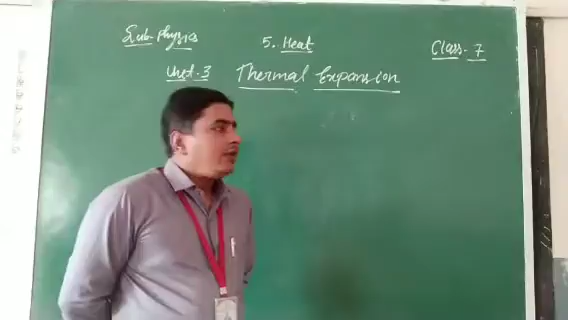 Sub-Physics 5. Heat Class-7
Unit.3 Thermal Expansion